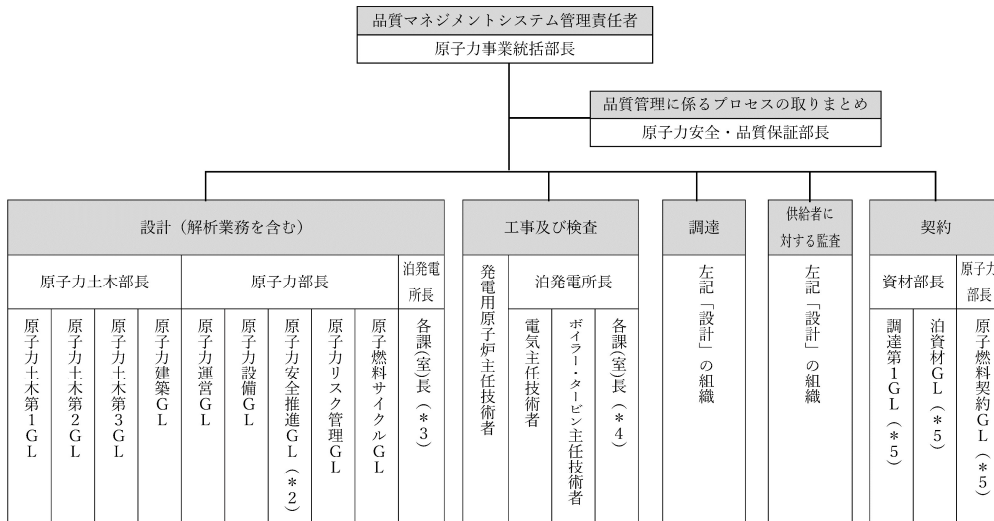 品質マネジメントシステム管理責任者
原子力事業統括部長
品質管理に係るプロセスの取りまとめ
原子力安全・品質保証部長
設計（解析業務を含む）
原子力土木部長
原子力土木第１ＧＬ
原子力土木第２ＧＬ
原子力土木第３ＧＬ
原子力建築ＧＬ
原子力部長
原子力運営ＧＬ
原子力設備ＧＬ
原子力安全推進ＧＬ（＊２）
原子力リスク管理ＧＬ
原子燃料サイクルＧＬ
泊発電
所長
各課(室)長（＊３）
工事及び検査
発電用原子炉主任技術者
泊発電所長
電気主任技術者
ボイラー・タービン主任技術者
各課(室)長（＊４）
調達
左記「設計」の組織
供給者に
対する監査
左記「設計」の組織
契約
資材部長
調達第１ＧＬ（＊５）
泊資材ＧＬ（＊５）
原子力
部長
原子燃料契約ＧＬ（＊５）